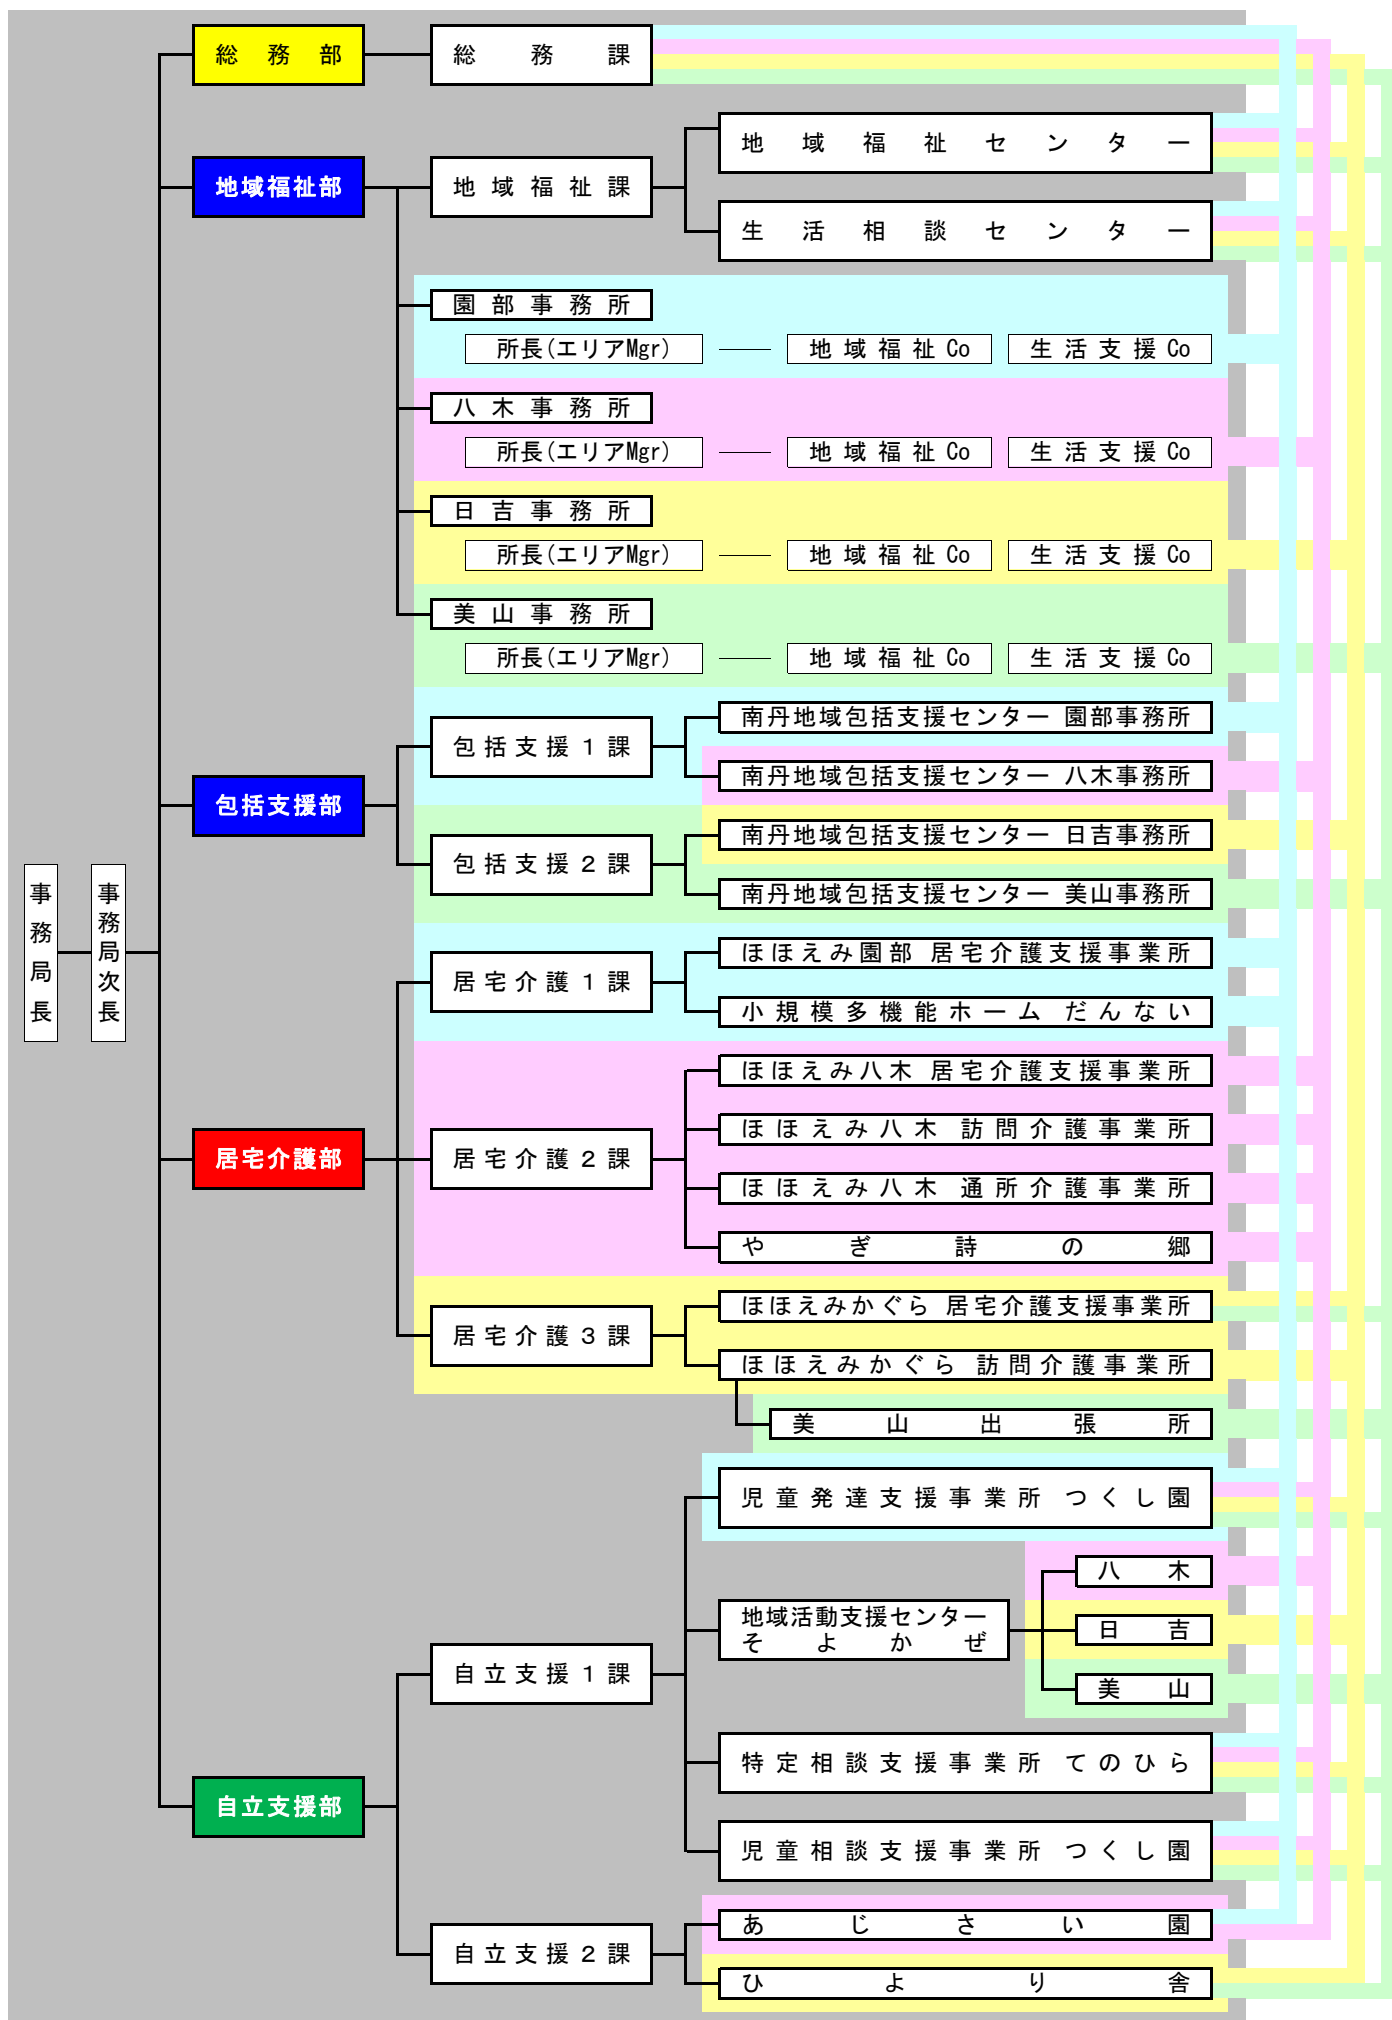 総務部
総務課
地域福祉部
地域福祉課
地域福祉センター
生活相談センター
園部事務所
所長(エリアMgr)
地域福祉Co
生活支援Co
八木事務所
所長(エリアMgr)
地域福祉Co
生活支援Co
日吉事務所
所長(エリアMgr)
地域福祉Co
生活支援Co
美山事務所
所長(エリアMgr)
地域福祉Co
生活支援Co
包括支援部
包括支援1課
南丹地域包括支援センター 園部事務所
南丹地域包括支援センター 八木事務所
包括支援2課
南丹地域包括支援センター 日吉事務所
南丹地域包括支援センター 美山事務所
事務局長
事務局次長
居宅介護部
居宅介護1課
ほほえみ園部 居宅介護支援事業所
小規模多機能ホーム だんない
居宅介護2課
ほほえみ八木 居宅介護支援事業所
ほほえみ八木 訪問介護事業所
ほほえみ八木 通所介護事業所
やぎ詩の郷
居宅介護3課
ほほえみかぐら 居宅介護支援事業所
ほほえみかぐら 訪問介護事業所
美山出張所
自立支援部
自立支援1課
児童発達支援事業所 つくし園
地域活動支援センター
そよかぜ
八木
日吉
美山
特定相談支援事業所 てのひら
児童相談支援事業所 つくし園
自立支援2課
あじさい園
ひより舎